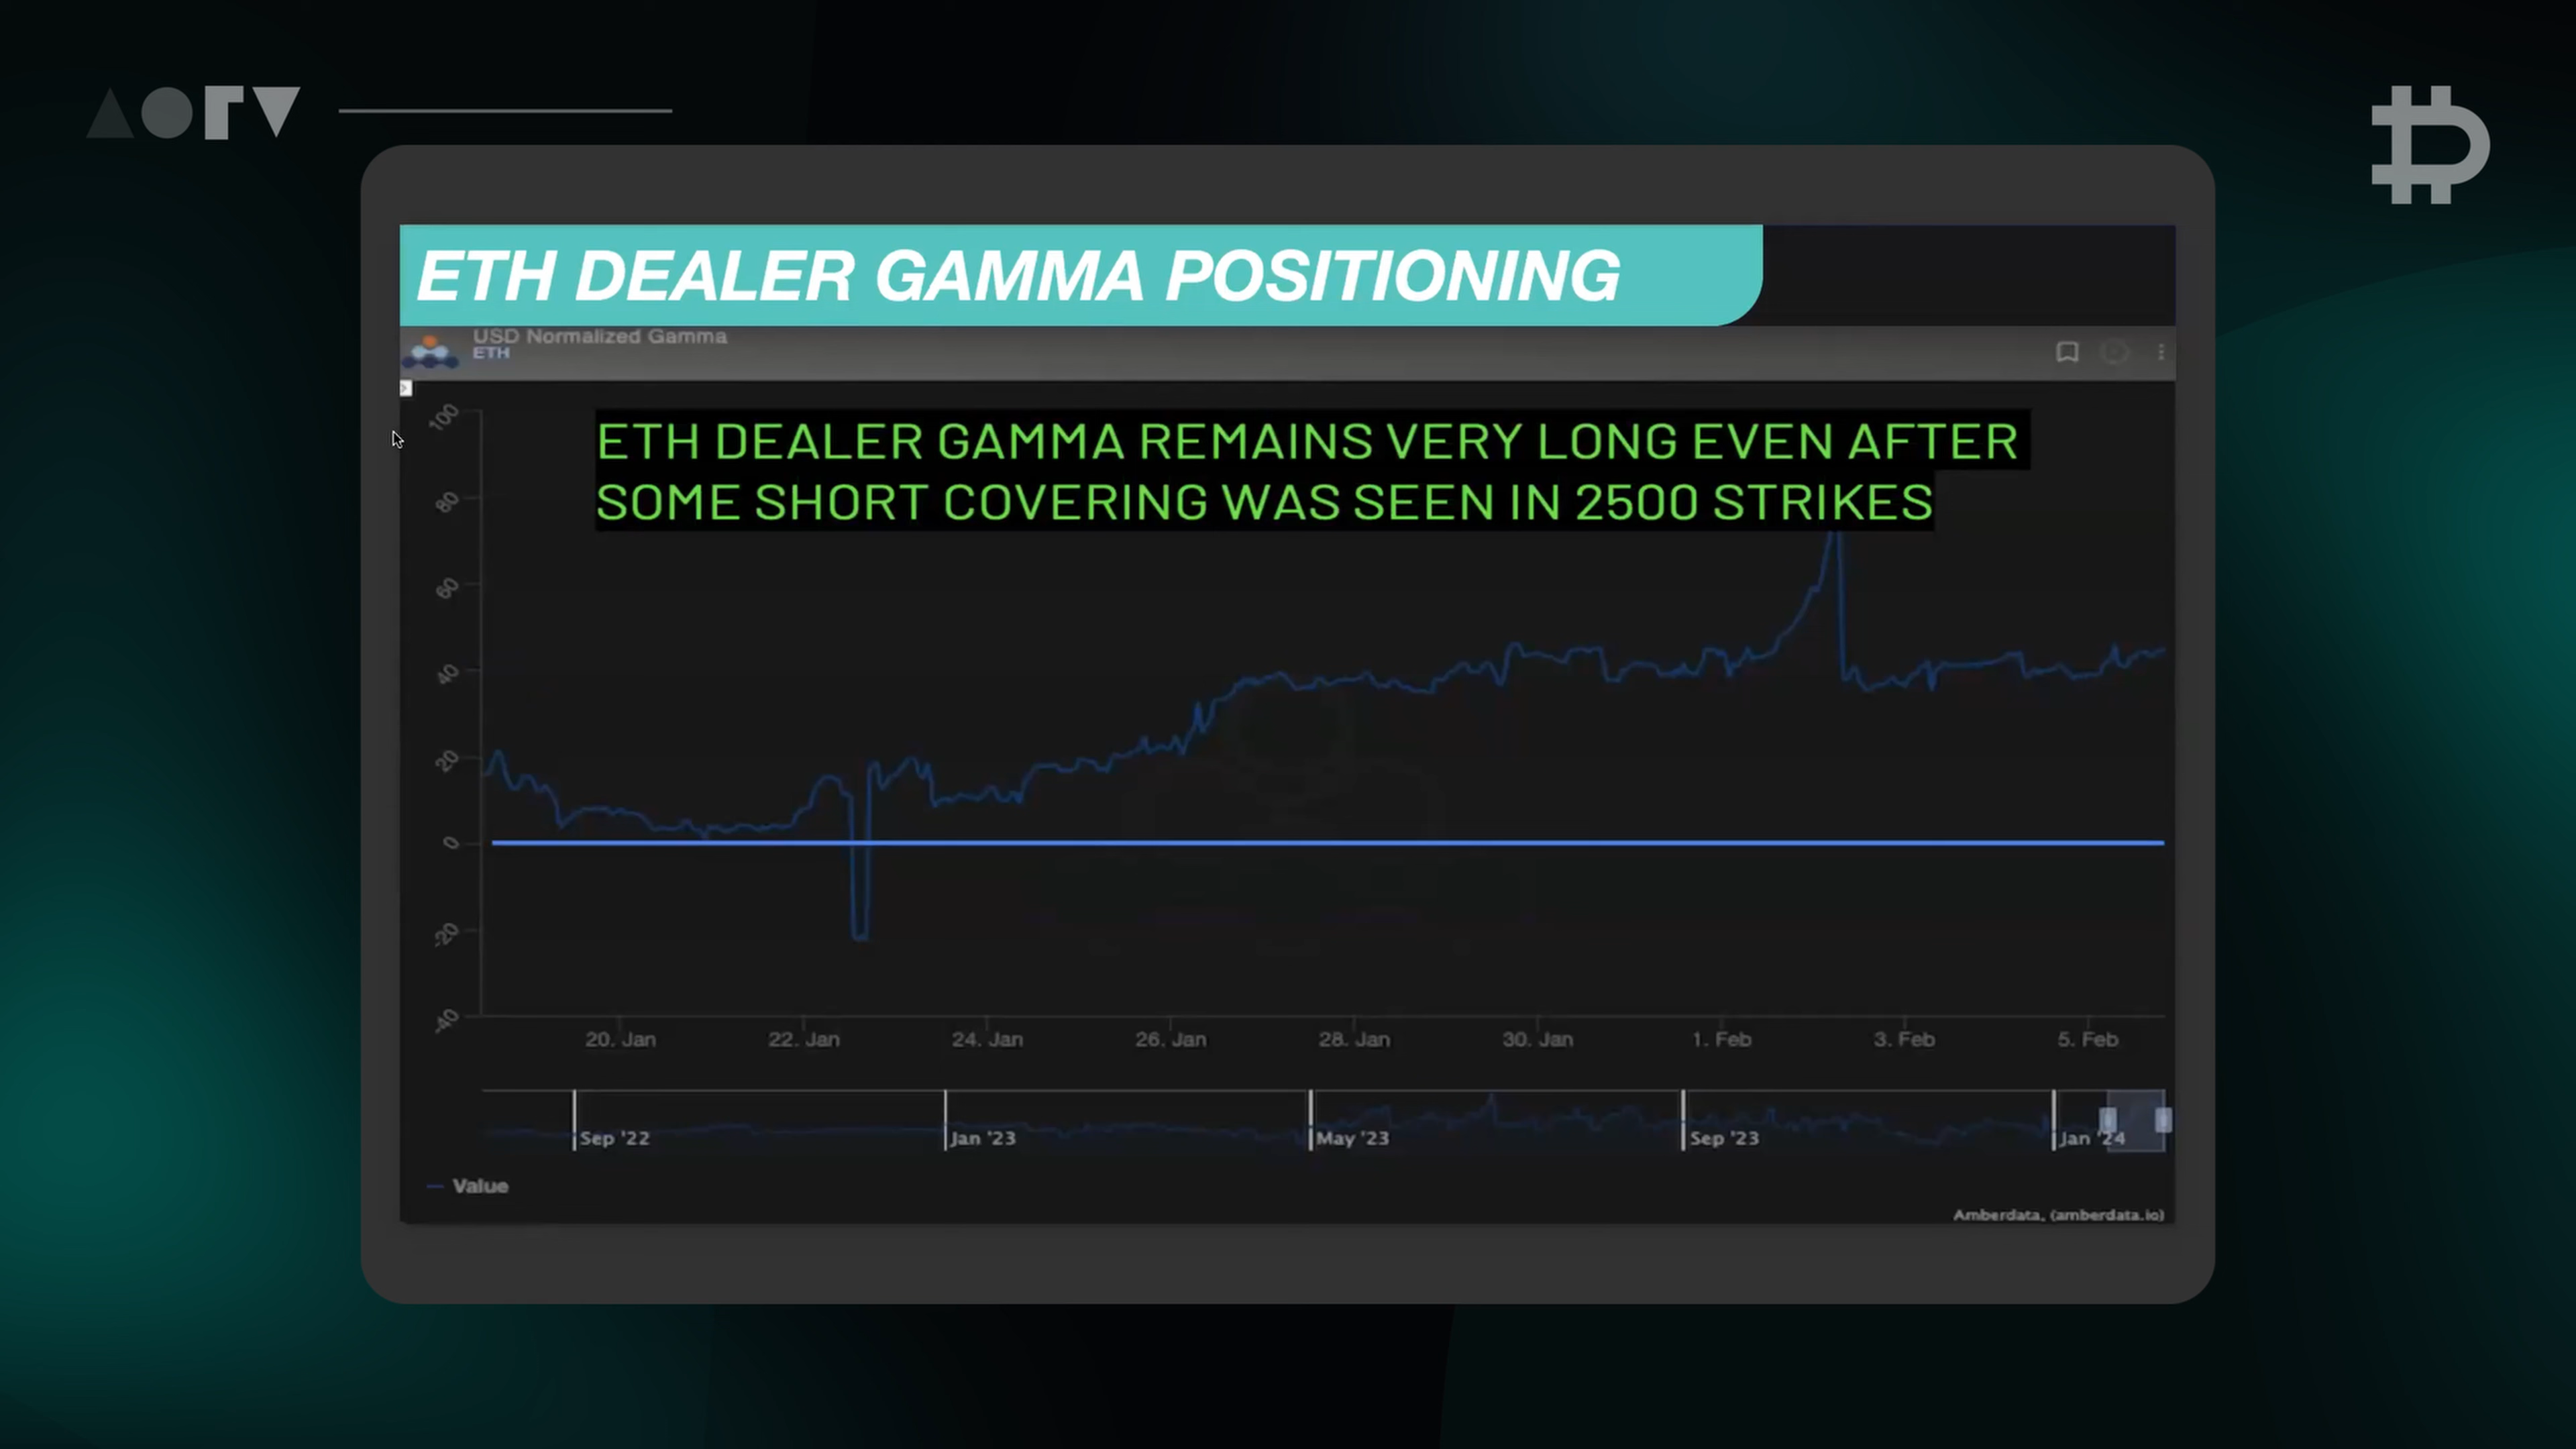 ETH DEALER GAMMA POSITIONING
USD Normalized Gamma
ETH
ETH DEALER GAMMA REMAINS VERY LONG EVEN AFTER
SOME SHORT COVERING WAS SEEN IN 2500 STRIKES
100
80
60
40
20
0
-20
-40
20. Jan 22. Jan 24. Jan 26. Jan 28. Jan 30. Jan 1. Feb 3. Feb 5. Feb
Sep '22 Jan '23 May '23 Sep '23 Jan '24
Value
Amberdata, (amberdata.io)